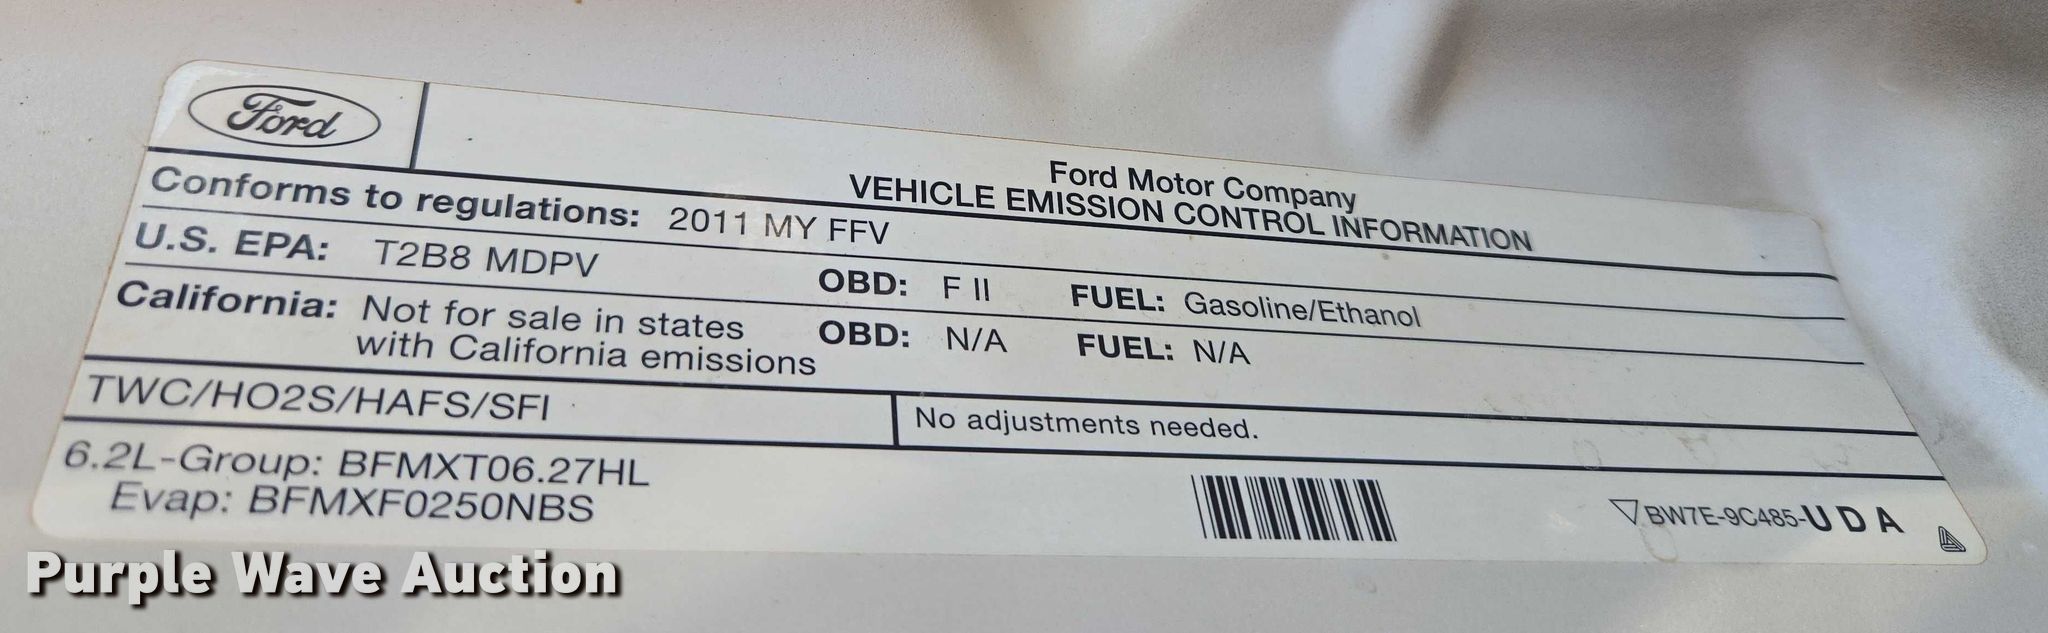 Ford
Ford Motor Company
VEHICLE EMISSION CONTROL INFORMATION
Conforms to regulations: 2011 MY FFV
U.S. EPA: T2B8 MDPV OBD: F II FUEL: Gasoline/Ethanol
California: Not for sale in states
with California emissions OBD: N/A FUEL: N/A
TWC/HO2S/HAFS/SFI
No adjustments needed.
6.2L-Group: BFMXT06.27HL
Evap: BFMXF0250NBS
BW7E-9C485-U D A
Purple Wave Auction